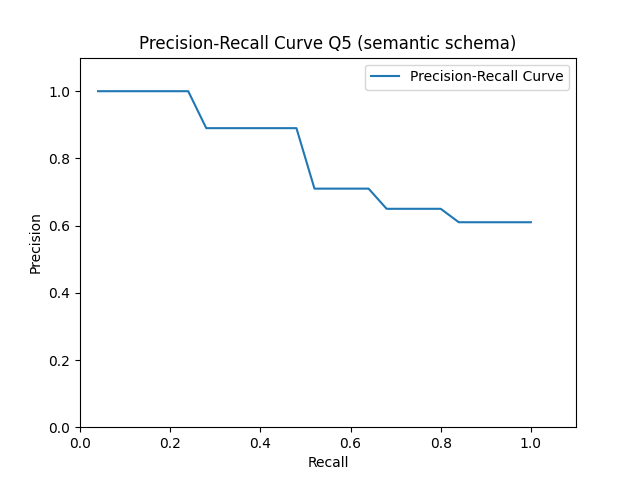 Precision-Recall Curve Q5 (semantic schema)
Precision-Recall Curve
1.0
0.8
0.6
0.4
0.2
0.0
Precision
0.0 0.2 0.4 0.6 0.8 1.0
Recall